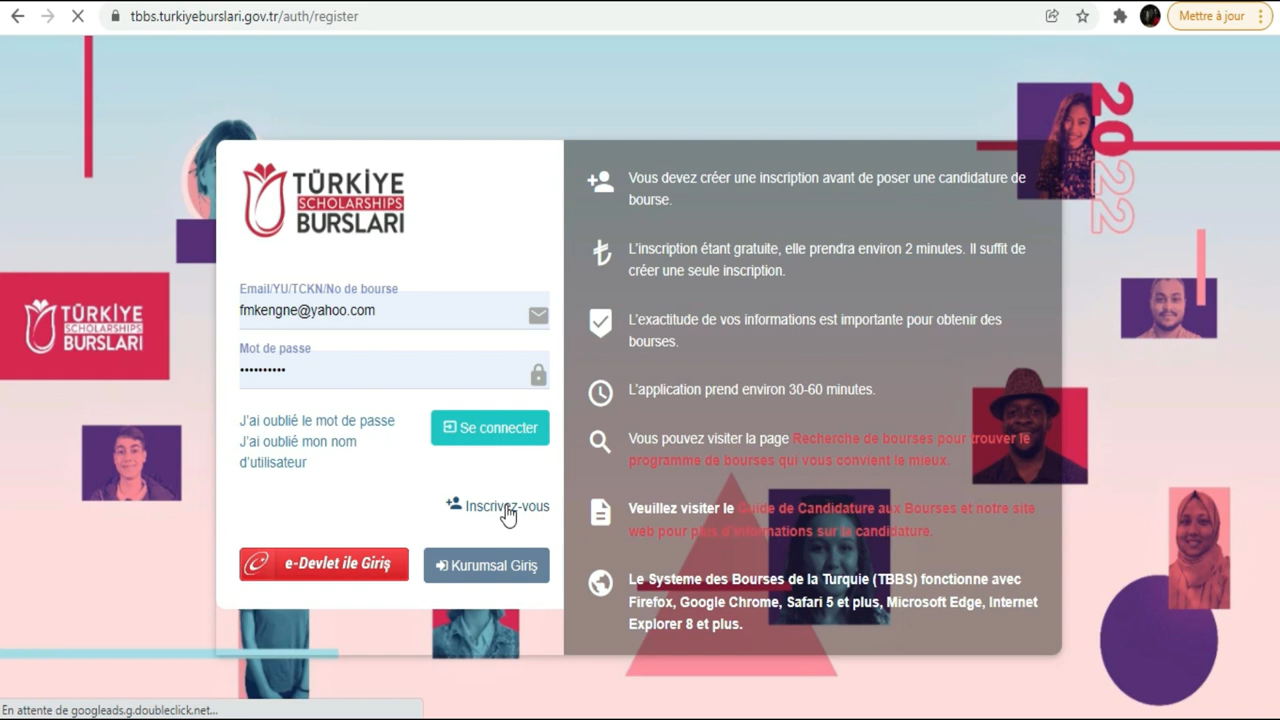 tbbs.turkiyeburslari.gov.tr/auth/register
Mettre à jour
2022
TÜRKİYE
SCHOLARSHIPS
BURSLARI
TÜRKİYE
SCHOLARSHIPS
BURSLARI
Email/YU/TCKN/No de bourse
fmkengne@yahoo.com
Mot de passe
••••••••••
J'ai oublié le mot de passe
J'ai oublié mon nom
d'utilisateur
Se connecter
Inscrivez-vous
e-Devlet ile Giriş
Kurumsal Giriş
Vous devez créer une inscription avant de poser une candidature de
bourse.
L'inscription étant gratuite, elle prendra environ 2 minutes. Il suffit de
créer une seule inscription.
L'exactitude de vos informations est importante pour obtenir des
bourses.
L'application prend environ 30-60 minutes.
Vous pouvez visiter la page Recherche de bourses pour trouver le
programme de bourses qui vous convient le mieux.
Veuillez visiter le Guide de Candidature aux Bourses et notre site
web pour plus d'informations sur la candidature.
Le Systeme des Bourses de la Turquie (TBBS) fonctionne avec
Firefox, Google Chrome, Safari 5 et plus, Microsoft Edge, Internet
Explorer 8 et plus.
En attente de googleads.g.doubleclick.net...